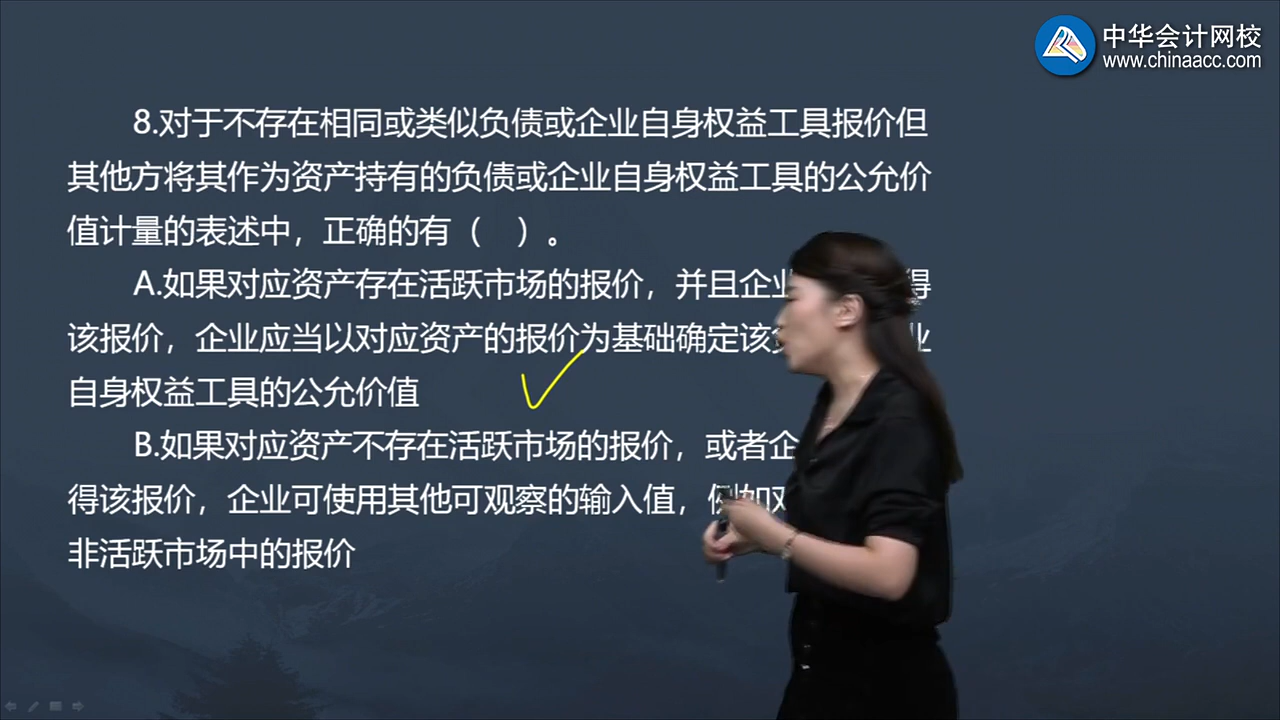 中华会计网校
www.chinaacc.com
8.对于不存在相同或类似负债或企业自身权益工具报价但
其他方将其作为资产持有的负债或企业自身权益工具的公允价
值计量的表述中，正确的有（　）。
A.如果对应资产存在活跃市场的报价，并且企业 得
该报价，企业应当以对应资产的报价为基础确定该 业
自身权益工具的公允价值
B.如果对应资产不存在活跃市场的报价，或者企
得该报价，企业可使用其他可观察的输入值，例如对
非活跃市场中的报价